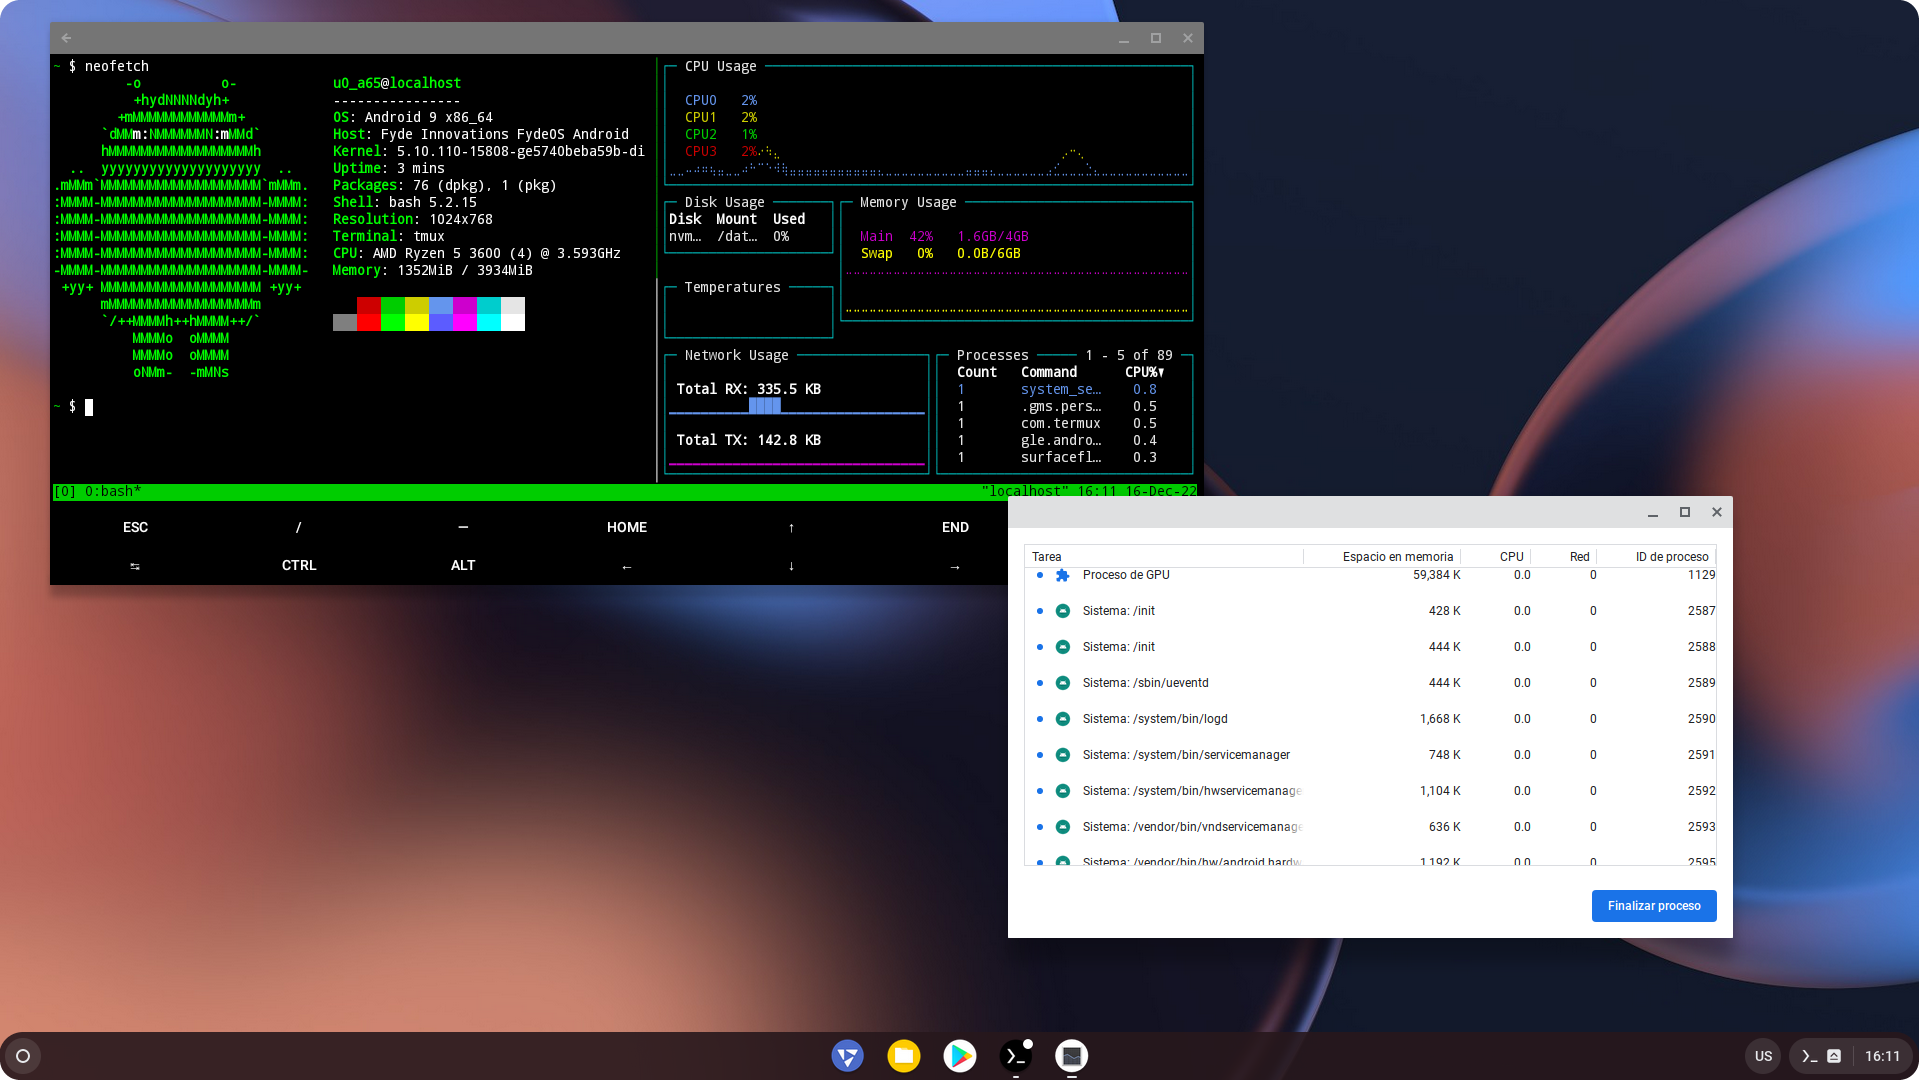 ~ $ neofetch
-o o-
+hydNNNNdyh+
+mMMMMMMMMMMMMm+
`dMMm:NMMMMMMN:mMMd`
hMMMMMMMMMMMMMMMMMMh
.. yyyyyyyyyyyyyyyyyyyy ..
.mMMm`MMMMMMMMMMMMMMMMMMMM`mMMm.
:MMMM-MMMMMMMMMMMMMMMMMMMM-MMMM:
:MMMM-MMMMMMMMMMMMMMMMMMMM-MMMM:
:MMMM-MMMMMMMMMMMMMMMMMMMM-MMMM:
:MMMM-MMMMMMMMMMMMMMMMMMMM-MMMM:
-MMMM-MMMMMMMMMMMMMMMMMMMM-MMMM-
+yy+ MMMMMMMMMMMMMMMMMMMM +yy+
mMMMMMMMMMMMMMMMMMMm
`/++MMMMh++hMMMM++/`
MMMMo oMMMM
MMMMo oMMMM
oNMm- -mMNs
u0_a65@localhost
----------------
OS: Android 9 x86_64
Host: Fyde Innovations FydeOS Android
Kernel: 5.10.110-15808-ge5740beba59b-di
Uptime: 3 mins
Packages: 76 (dpkg), 1 (pkg)
Shell: bash 5.2.15
Resolution: 1024x768
Terminal: tmux
CPU: AMD Ryzen 5 3600 (4) @ 3.593GHz
Memory: 1352MiB / 3934MiB
~ $
CPU Usage
CPU0 2%
CPU1 2%
CPU2 1%
CPU3 2%
Disk Usage
Disk Mount Used
nvm… /dat… 0%
Memory Usage
Main 42% 1.6GB/4GB
Swap 0% 0.0B/6GB
Temperatures
Network Usage
Total RX: 335.5 KB
Total TX: 142.8 KB
Processes 1 - 5 of 89
Count Command CPU%▼
1 system_se… 0.8
1 .gms.pers… 0.5
1 com.termux 0.5
1 gle.andro… 0.4
1 surfacefl… 0.3
[0] 0:bash* "localhost" 16:11 16-Dec-22
ESC / — HOME ↑ END
↹ CTRL ALT ← ↓ →
Tarea Espacio en memoria CPU Red ID de proceso
Proceso de GPU 59,384 K 0.0 0 1129
Sistema: /init 428 K 0.0 0 2587
Sistema: /init 444 K 0.0 0 2588
Sistema: /sbin/ueventd 444 K 0.0 0 2589
Sistema: /system/bin/logd 1,668 K 0.0 0 2590
Sistema: /system/bin/servicemanager 748 K 0.0 0 2591
Sistema: /system/bin/hwservicemanage 1,104 K 0.0 0 2592
Sistema: /vendor/bin/vndservicemanage 636 K 0.0 0 2593
Sistema: /vendor/bin/hw/android.hardw 1,192 K 0.0 0 2595
Finalizar proceso
US 16:11